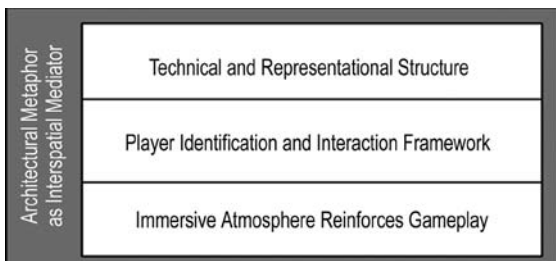 Architectural Metaphor
as Interspatial Mediator
Technical and Representational Structure
Player Identification and Interaction Framework
Immersive Atmosphere Reinforces Gameplay